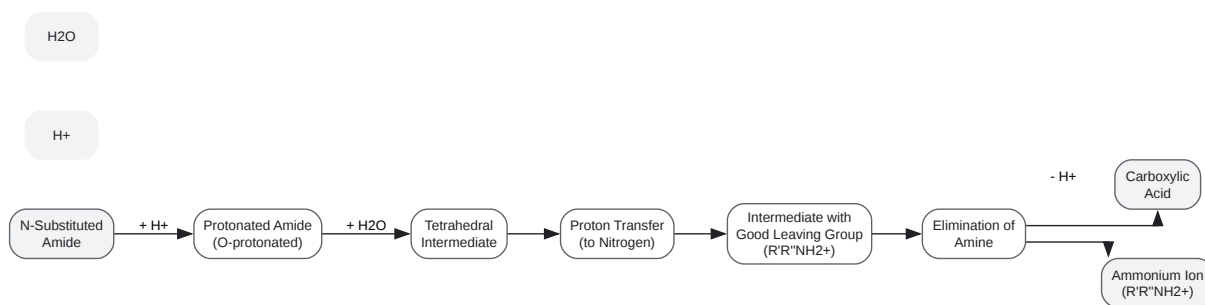 H2O
H+
N-Substituted
Amide
+ H+
Protonated Amide
(O-protonated)
+ H2O
Tetrahedral
Intermediate
Proton Transfer
(to Nitrogen)
Intermediate with
Good Leaving Group
(R'R"NH2+)
Elimination of
Amine
- H+
Carboxylic
Acid
Ammonium Ion
(R'R"NH2+)